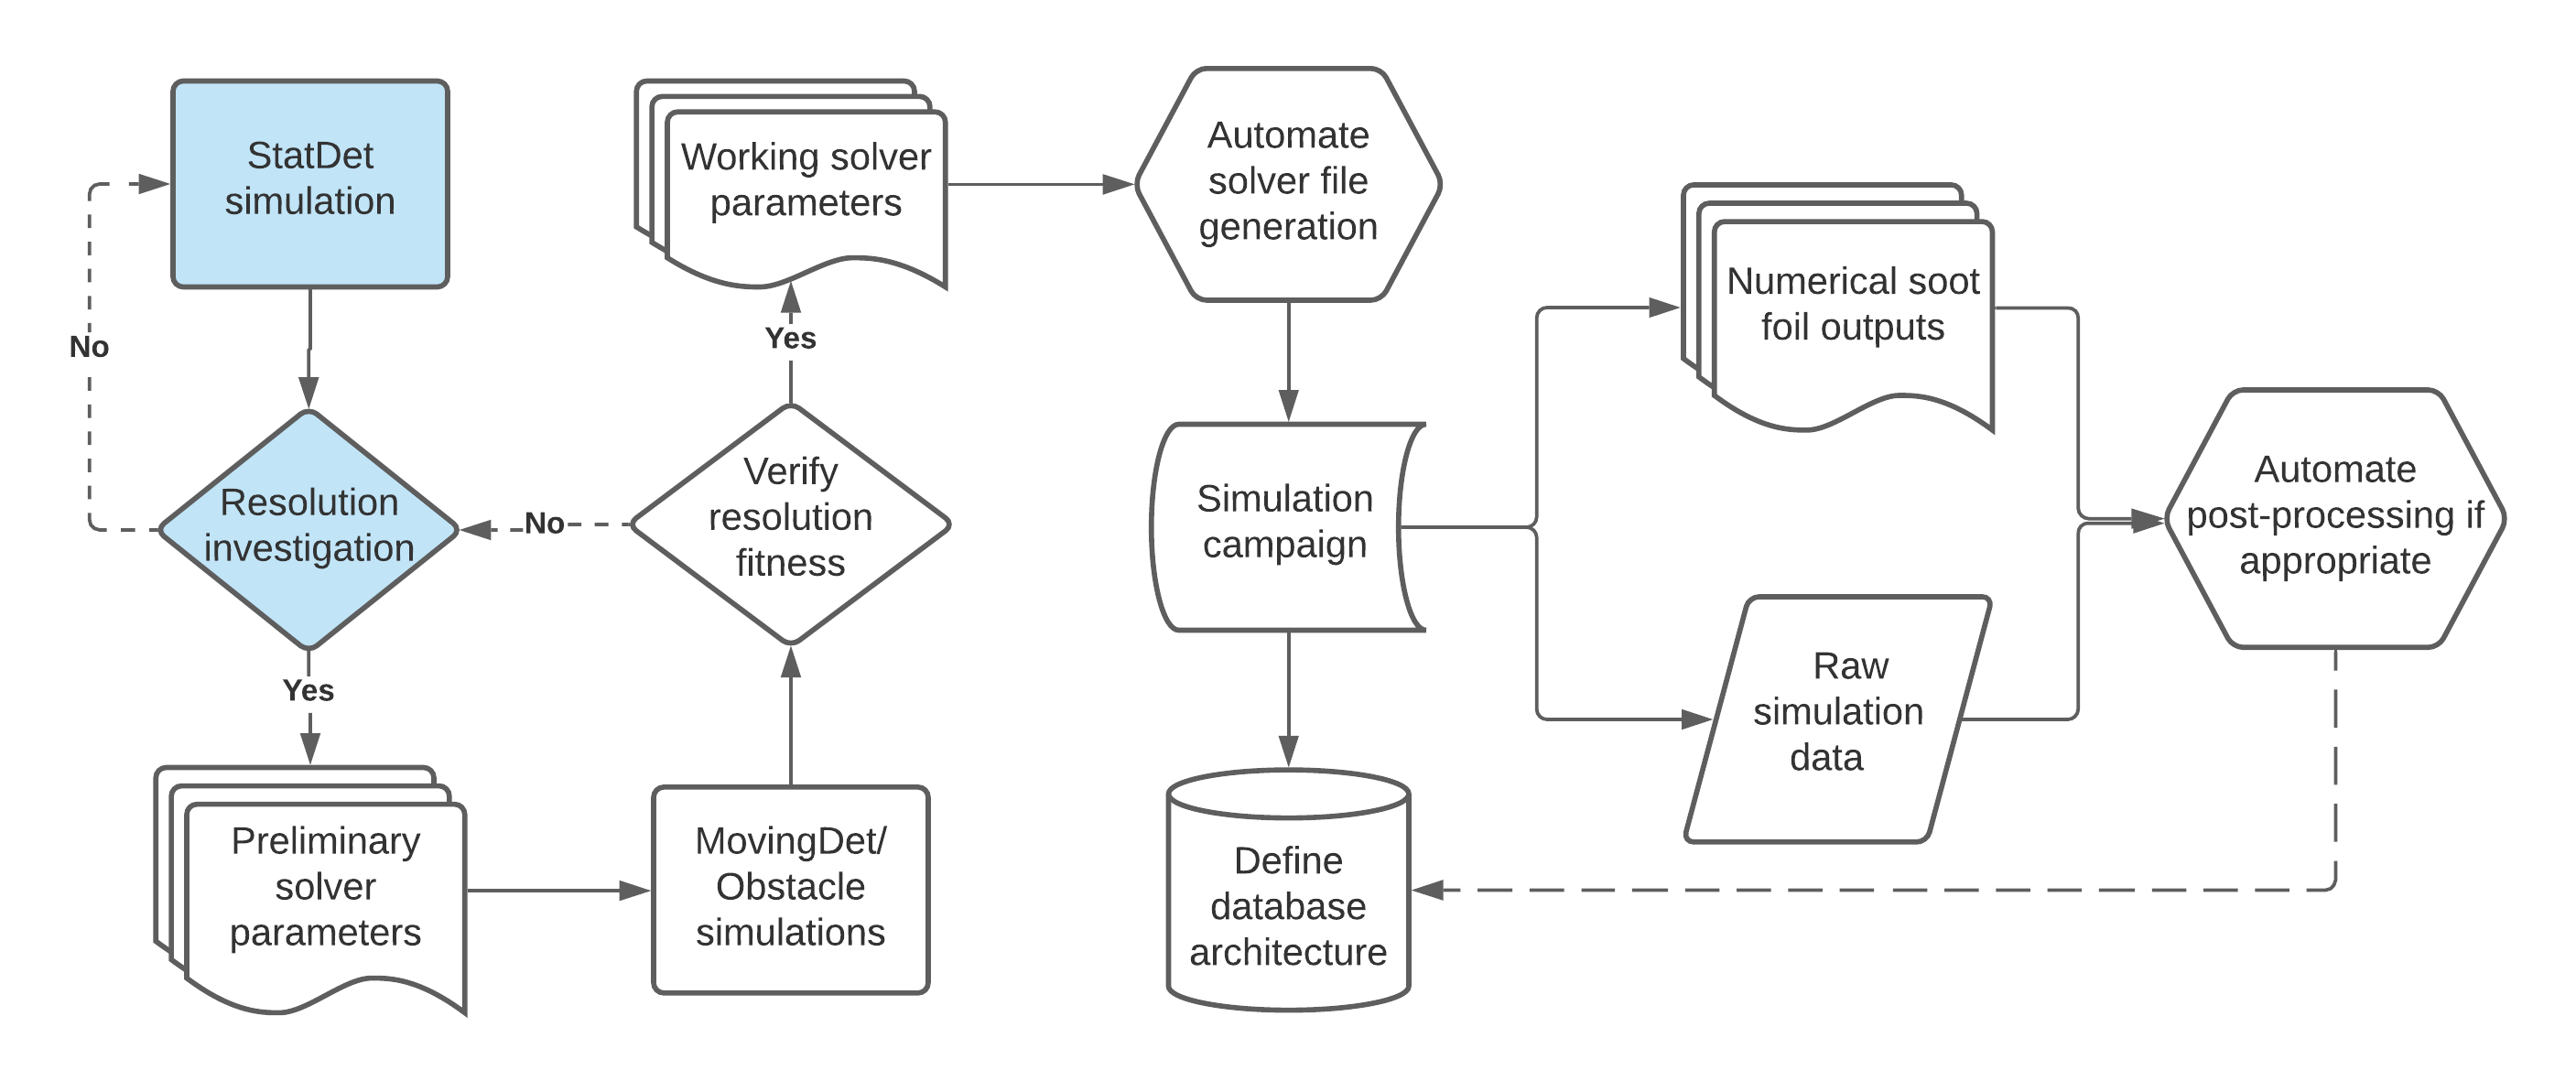 StatDet
simulation
No
Resolution
investigation
Yes
Preliminary
solver
parameters
MovingDet/
Obstacle
simulations
Verify
resolution
fitness
No
Yes
Working solver
parameters
Automate
solver file
generation
Simulation
campaign
Define
database
architecture
Numerical soot
foil outputs
Raw
simulation
data
Automate
post-processing if
appropriate